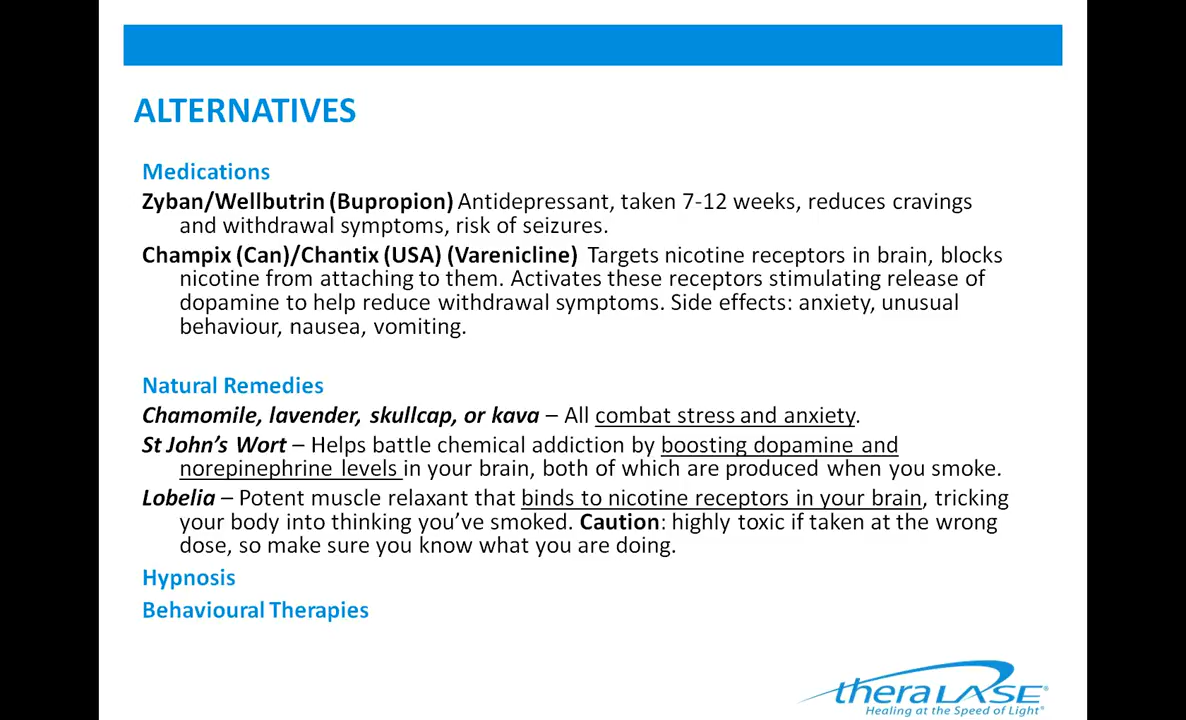 ALTERNATIVES
Medications
Zyban/Wellbutrin (Bupropion) Antidepressant, taken 7-12 weeks, reduces cravings
and withdrawal symptoms, risk of seizures.
Champix (Can)/Chantix (USA) (Varenicline) Targets nicotine receptors in brain, blocks
nicotine from attaching to them. Activates these receptors stimulating release of
dopamine to help reduce withdrawal symptoms. Side effects: anxiety, unusual
behaviour, nausea, vomiting.
Natural Remedies
Chamomile, lavender, skullcap, or kava – All combat stress and anxiety.
St John's Wort – Helps battle chemical addiction by boosting dopamine and
norepinephrine levels in your brain, both of which are produced when you smoke.
Lobelia – Potent muscle relaxant that binds to nicotine receptors in your brain, tricking
your body into thinking you've smoked. Caution: highly toxic if taken at the wrong
dose, so make sure you know what you are doing.
Hypnosis
Behavioural Therapies
theraLASE®
Healing at the Speed of Light®